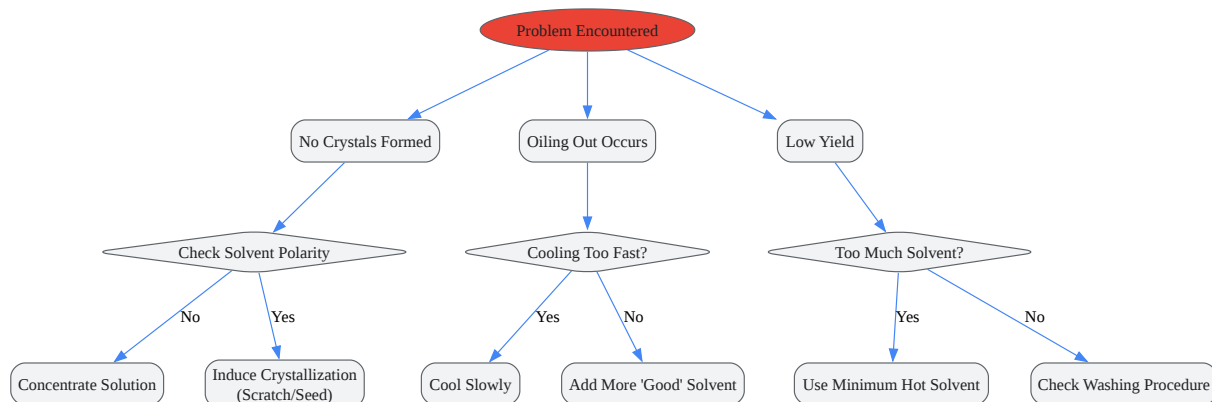 Problem Encountered
No Crystals Formed
Oiling Out Occurs
Low Yield
Check Solvent Polarity
Cooling Too Fast?
Too Much Solvent?
No
Yes
Yes
No
Yes
No
Concentrate Solution
Induce Crystallization
(Scratch/Seed)
Cool Slowly
Add More 'Good' Solvent
Use Minimum Hot Solvent
Check Washing Procedure